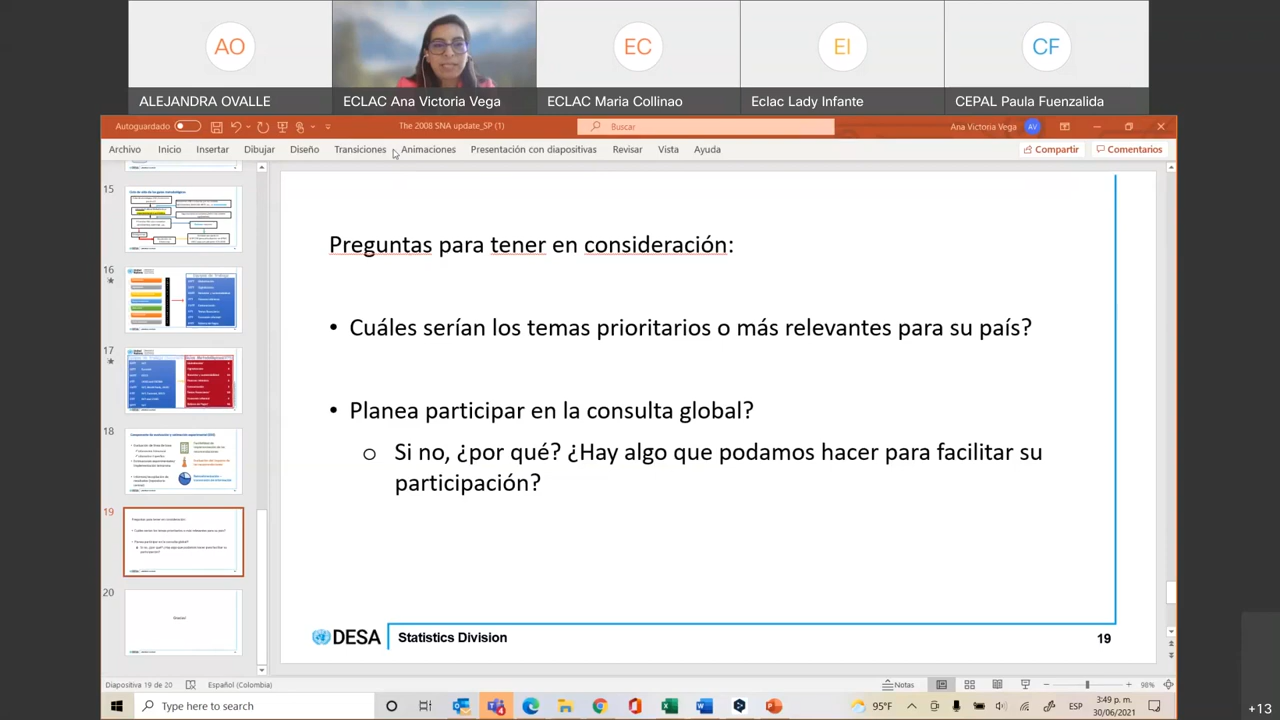 AO
EC
EI
CF
ALEJANDRA OVALLE
ECLAC Ana Victoria Vega
ECLAC Maria Collinao
Eclac Lady Infante
CEPAL Paula Fuenzalida
Autoguardado
The 2008 SNA update_SP (1)
Buscar
Ana Victoria Vega
AV
Archivo
Inicio
Insertar
Dibujar
Diseño
Transiciones
Animaciones
Presentación con diapositivas
Revisar
Vista
Ayuda
Compartir
Comentarios
15
16
17
18
19
20
Preguntas para tener en consideración:
• Cuáles serían los temas prioritarios o más relevantes para su país?
• Planea participar en la consulta global?
o Si no, ¿por qué? ¿Hay algo que podamos hacer para facilitar su
participación?
DESA
Statistics Division
19
Diapositiva 19 de 20
Español (Colombia)
Notas
98%
Type here to search
95°F
ESP
3:49 p. m.
30/06/2021
+13